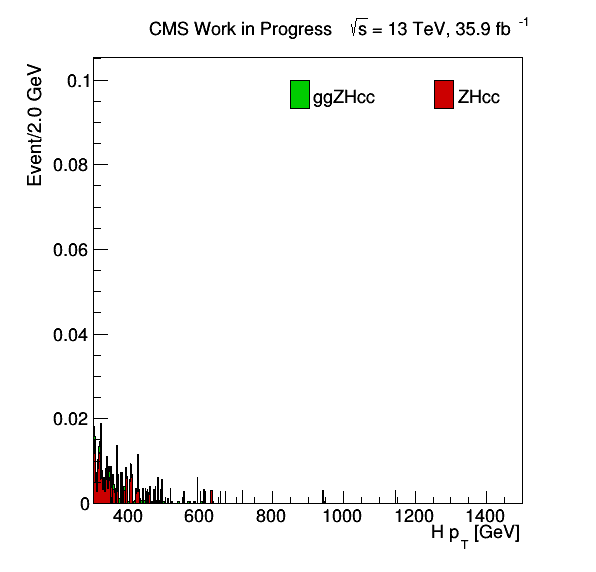 CMS Work in Progress √s = 13 TeV, 35.9 fb -1
Event/2.0 GeV
0.1
0.08
0.06
0.04
0.02
0
ggZHcc
ZHcc
400 600 800 1000 1200 1400
H pT [GeV]